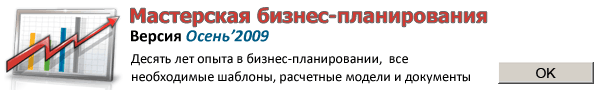 Мастерская бизнес-планирования
Версия Осень’2009
Десять лет опыта в бизнес-планировании, все
необходимые шаблоны, расчетные модели и документы
OK